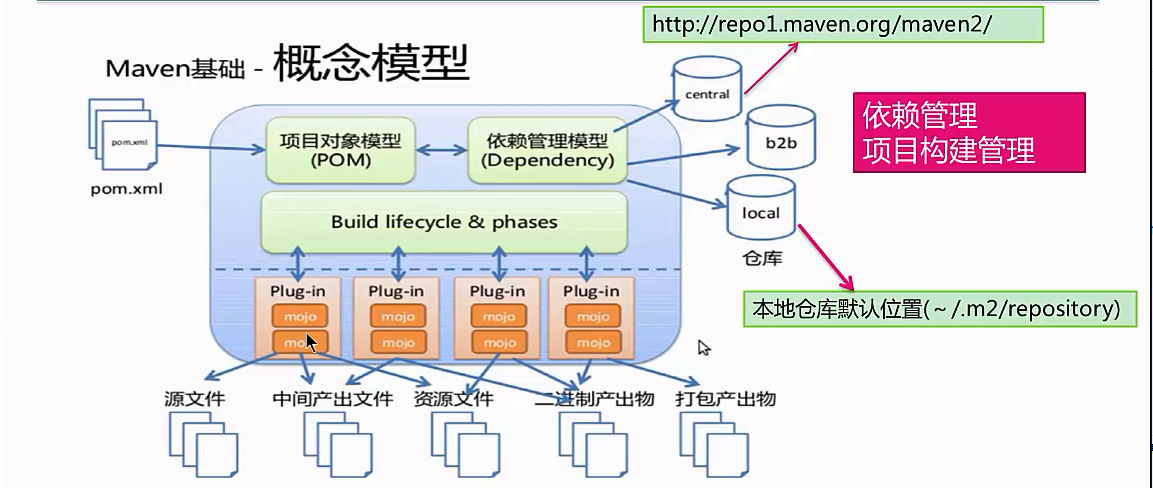 http://repo1.maven.org/maven2/
Maven基础 - 概念模型
central
依赖管理
项目构建管理
pom.xml
pom.xml
项目对象模型
(POM)
依赖管理模型
(Dependency)
b2b
local
仓库
Build lifecycle & phases
本地仓库默认位置(~/.m2/repository)
Plug-in
mojo
mojo
Plug-in
mojo
mojo
Plug-in
mojo
mojo
Plug-in
mojo
mojo
源文件
中间产出文件
资源文件
二进制产出物
打包产出物